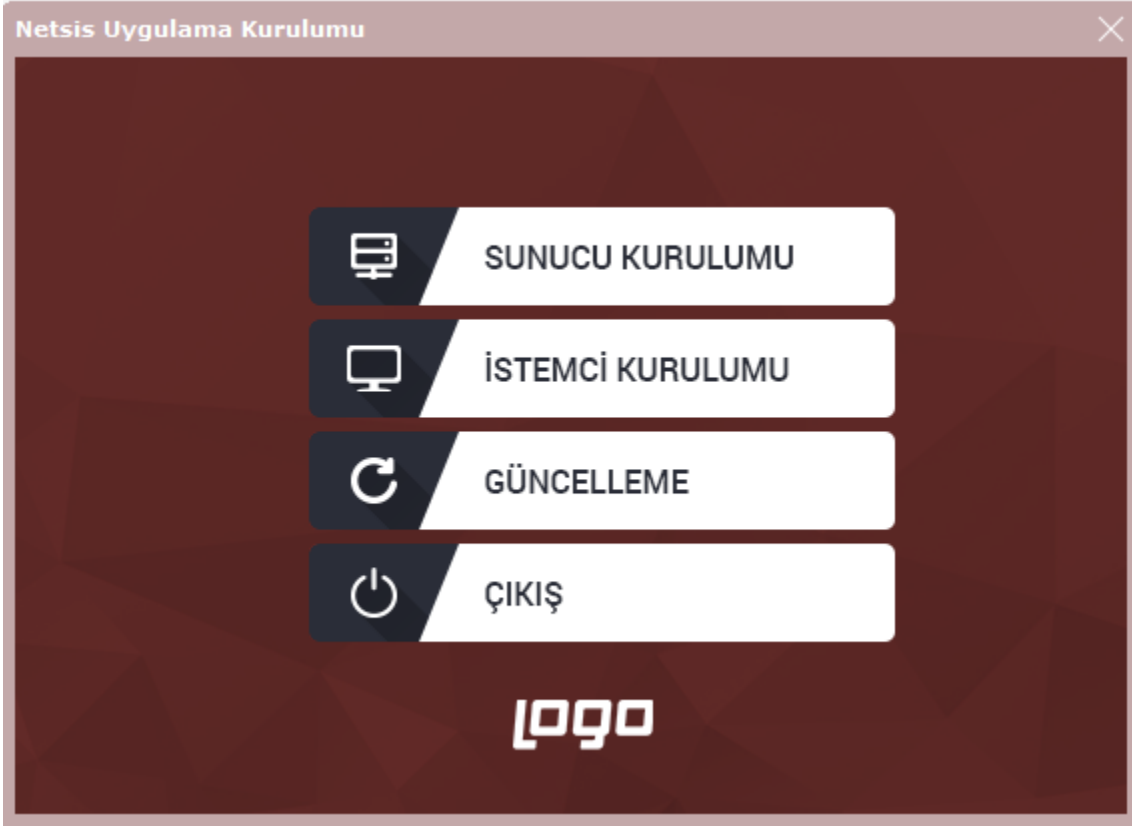 Netsis Uygulama Kurulumu
SUNUCU KURULUMU
İSTEMCİ KURULUMU
GÜNCELLEME
ÇIKIŞ
LOGO